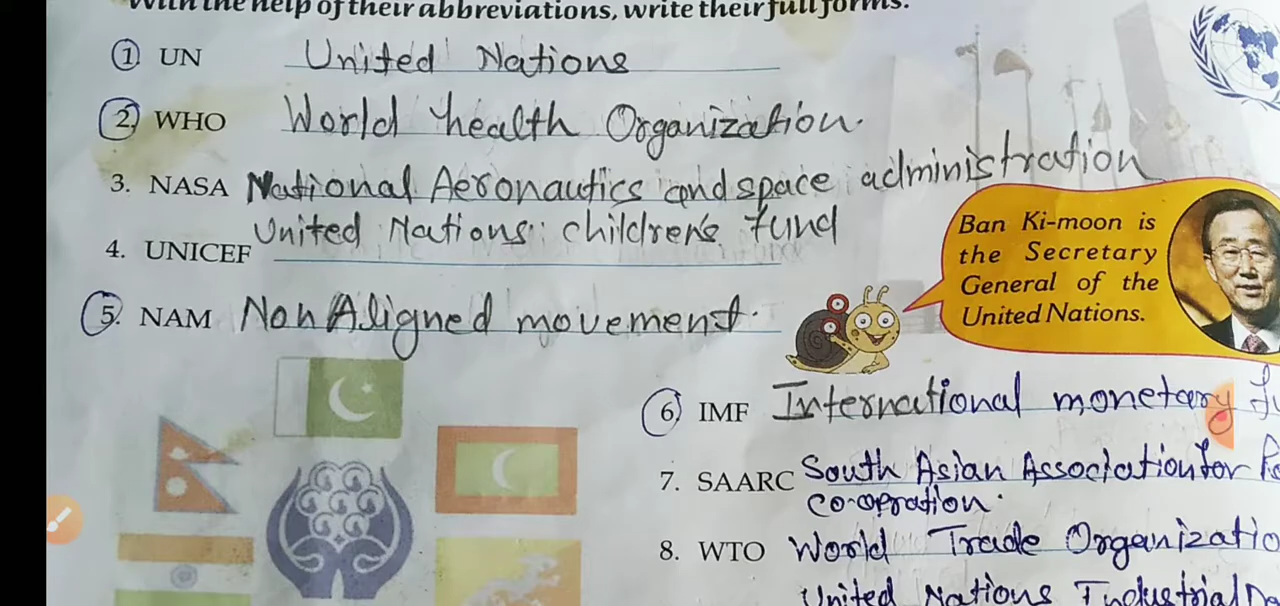 With the help of their abbreviations, write their full forms.
1 UN United Nations
2 WHO World health Organization.
3. NASA National Aeronautics and space administration
4. UNICEF United Nations children's fund
5. NAM Non Aligned movement.
Ban Ki-moon is
the Secretary
General of the
United Nations.
6 IMF International monetary
7. SAARC South Asian Association for
co-opration.
8. WTO World Trade Organizatio
United Nations Industrial